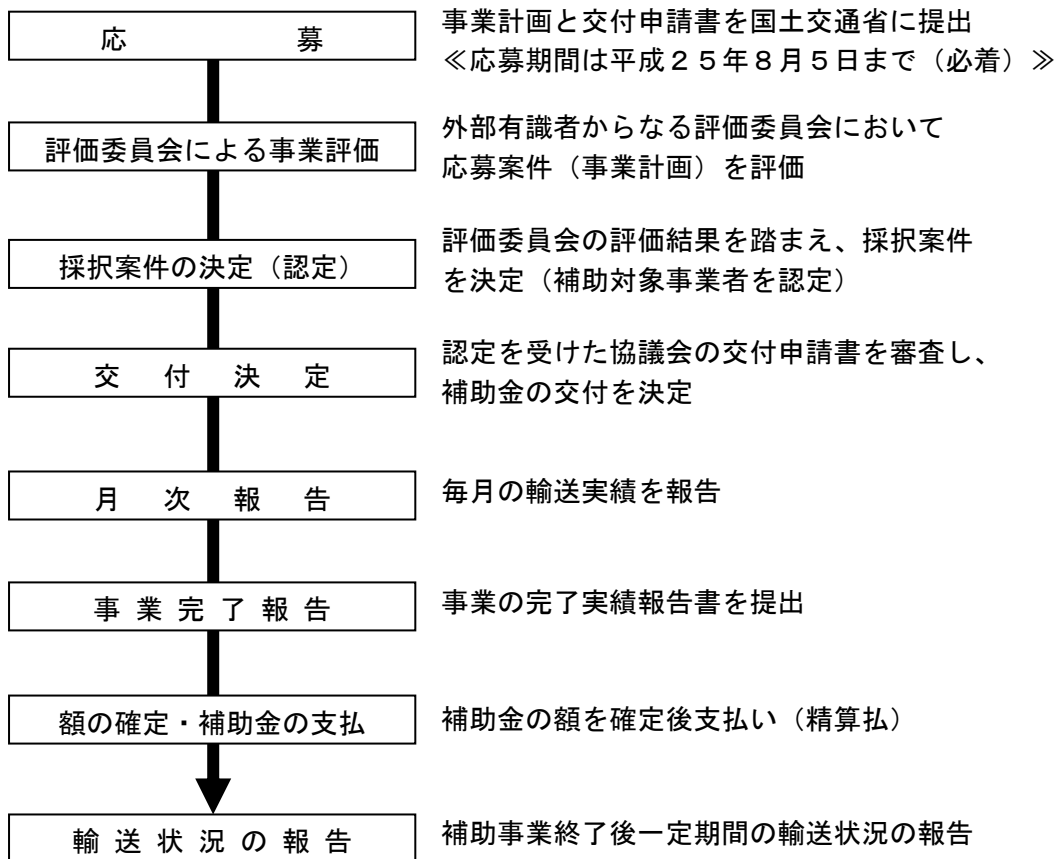 応　　　　　募
事業計画と交付申請書を国土交通省に提出
≪応募期間は平成２５年８月５日まで（必着）≫
評価委員会による事業評価
外部有識者からなる評価委員会において
応募案件（事業計画）を評価
採択案件の決定（認定）
評価委員会の評価結果を踏まえ、採択案件
を決定（補助対象事業者を認定）
交　付　決　定
認定を受けた協議会の交付申請書を審査し、
補助金の交付を決定
月　次　報　告
毎月の輸送実績を報告
事 業 完 了 報 告
事業の完了実績報告書を提出
額の確定・補助金の支払
補助金の額を確定後支払い（精算払）
輸 送 状 況 の 報 告
補助事業終了後一定期間の輸送状況の報告